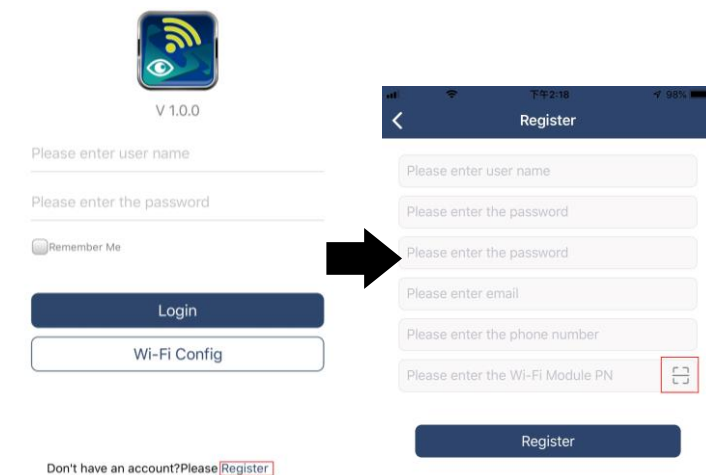 V 1.0.0
Please enter user name
Please enter the password
Remember Me
Login
Wi-Fi Config
Don't have an account?Please Register
下午2:18
98%
Register
Please enter user name
Please enter the password
Please enter the password
Please enter email
Please enter the phone number
Please enter the Wi-Fi Module PN
Register